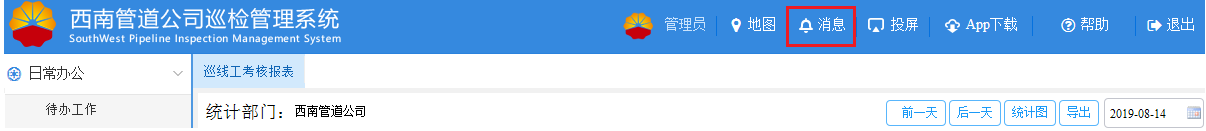 西南管道公司巡检管理系统
SouthWest Pipeline Inspection Management System
管理员 地图 消息 投屏 App下载 帮助 退出
日常办公
巡线工考核报表
待办工作
统计部门：西南管道公司 前一天 后一天 统计图 导出 2019-08-14